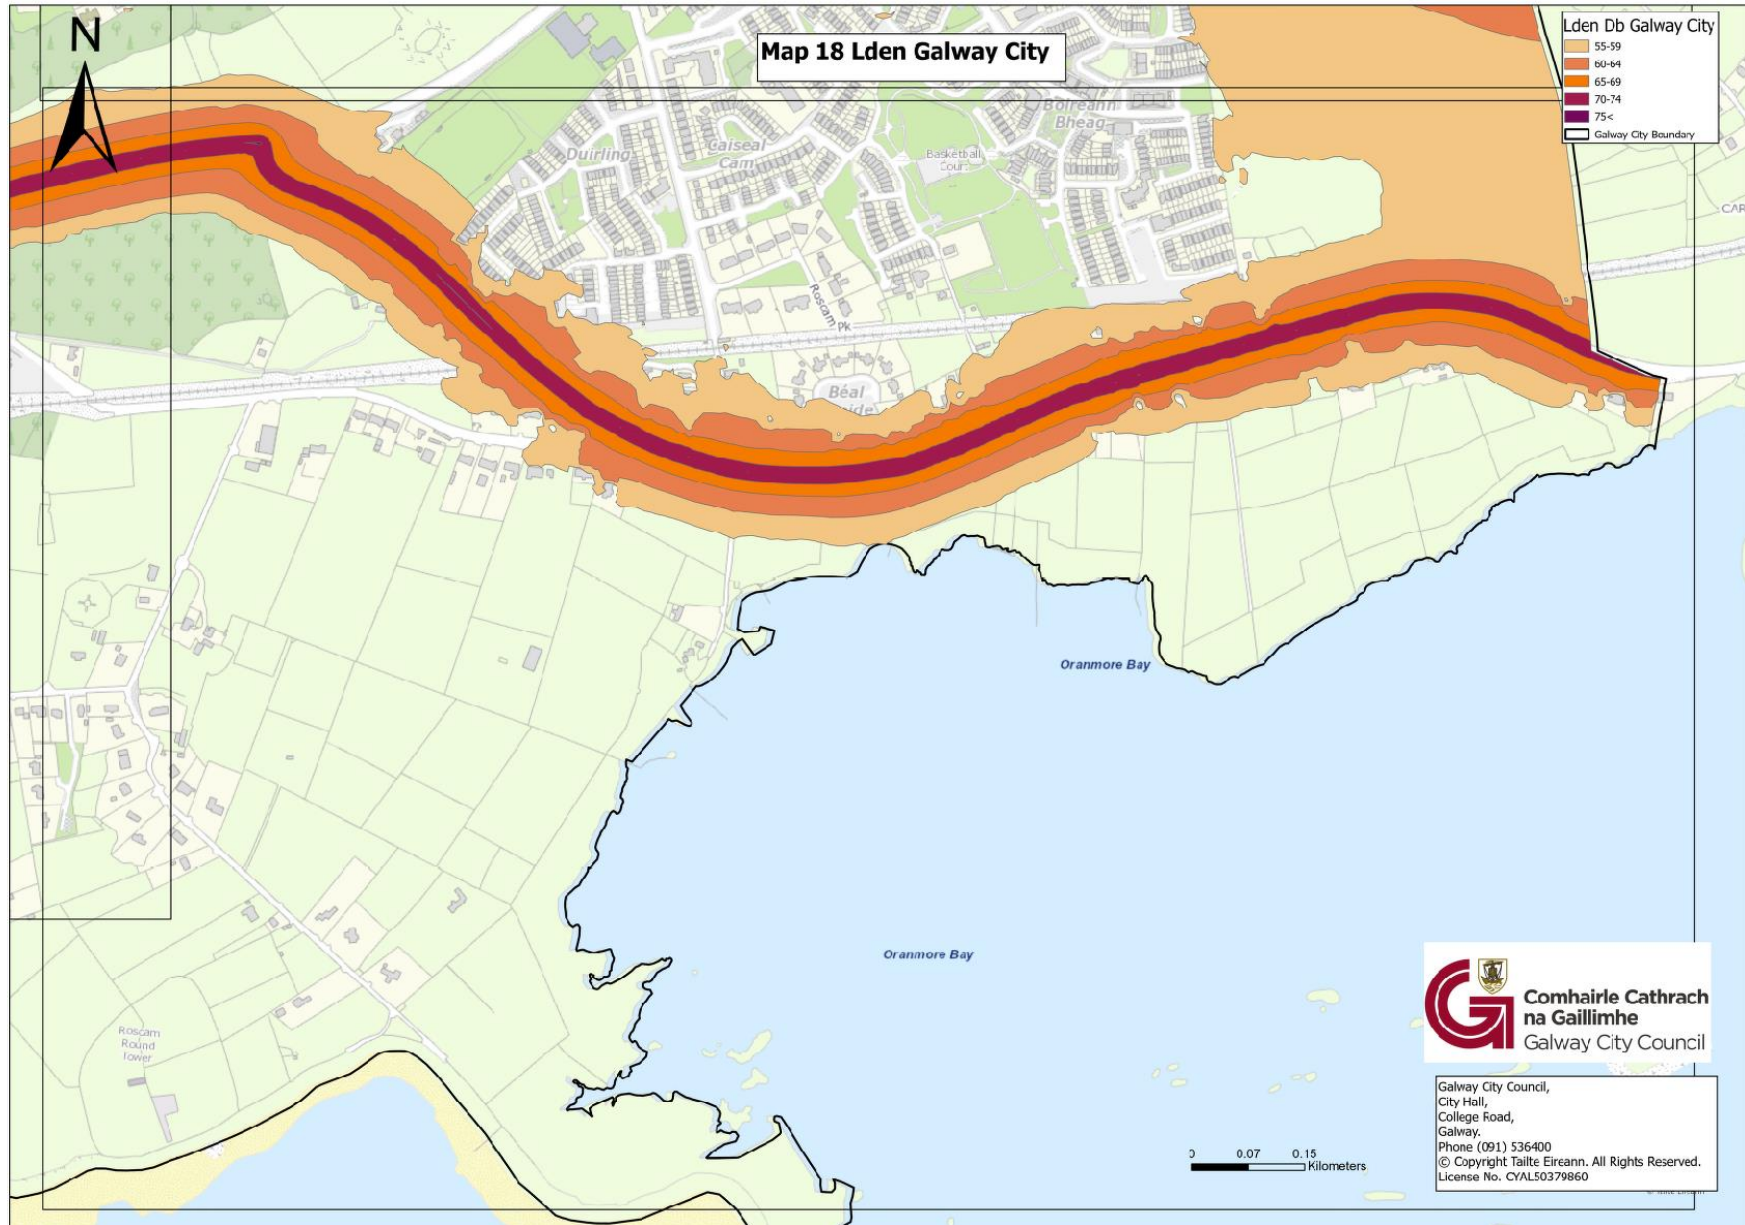 N
Map 18 Lden Galway City
Lden Db Galway City
55-59
60-64
65-69
70-74
75<
Galway City Boundary
Duirling
Caiseal
Cam
Boireann
Bheag
Basketball
Court
CAR
Roscam Pk
Béal
Oranmore Bay
Oranmore Bay
Roscam
Round
Tower
Comhairle Cathrach
na Gaillimhe
Galway City Council
Galway City Council,
City Hall,
College Road,
Galway.
Phone (091) 536400
© Copyright Tailte Eireann. All Rights Reserved.
License No. CYAL50379860
0 0.07 0.15
Kilometers